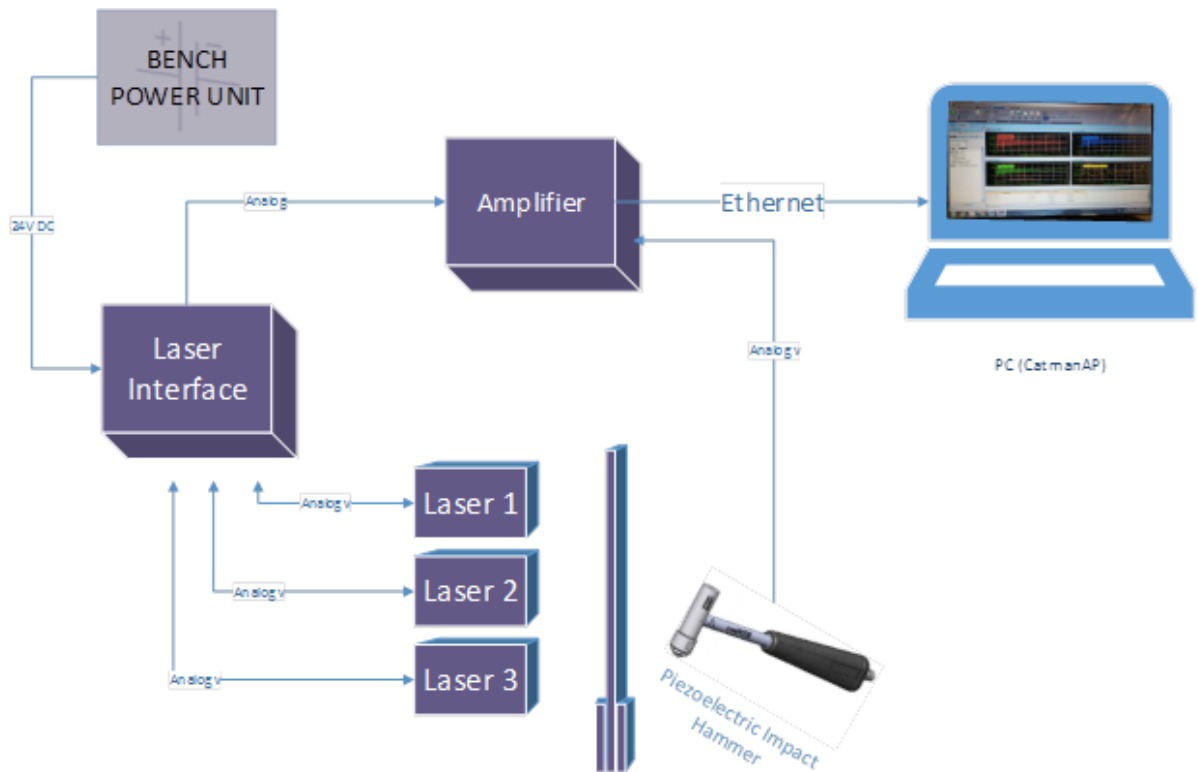 BENCH
POWER UNIT
24V DC
Analog
Amplifier
Ethernet
Laser
Interface
Analog v
PC (CatmanAP)
Analog v
Laser 1
Analog v
Laser 2
Analog v
Laser 3
Piezoelectric Impact
Hammer